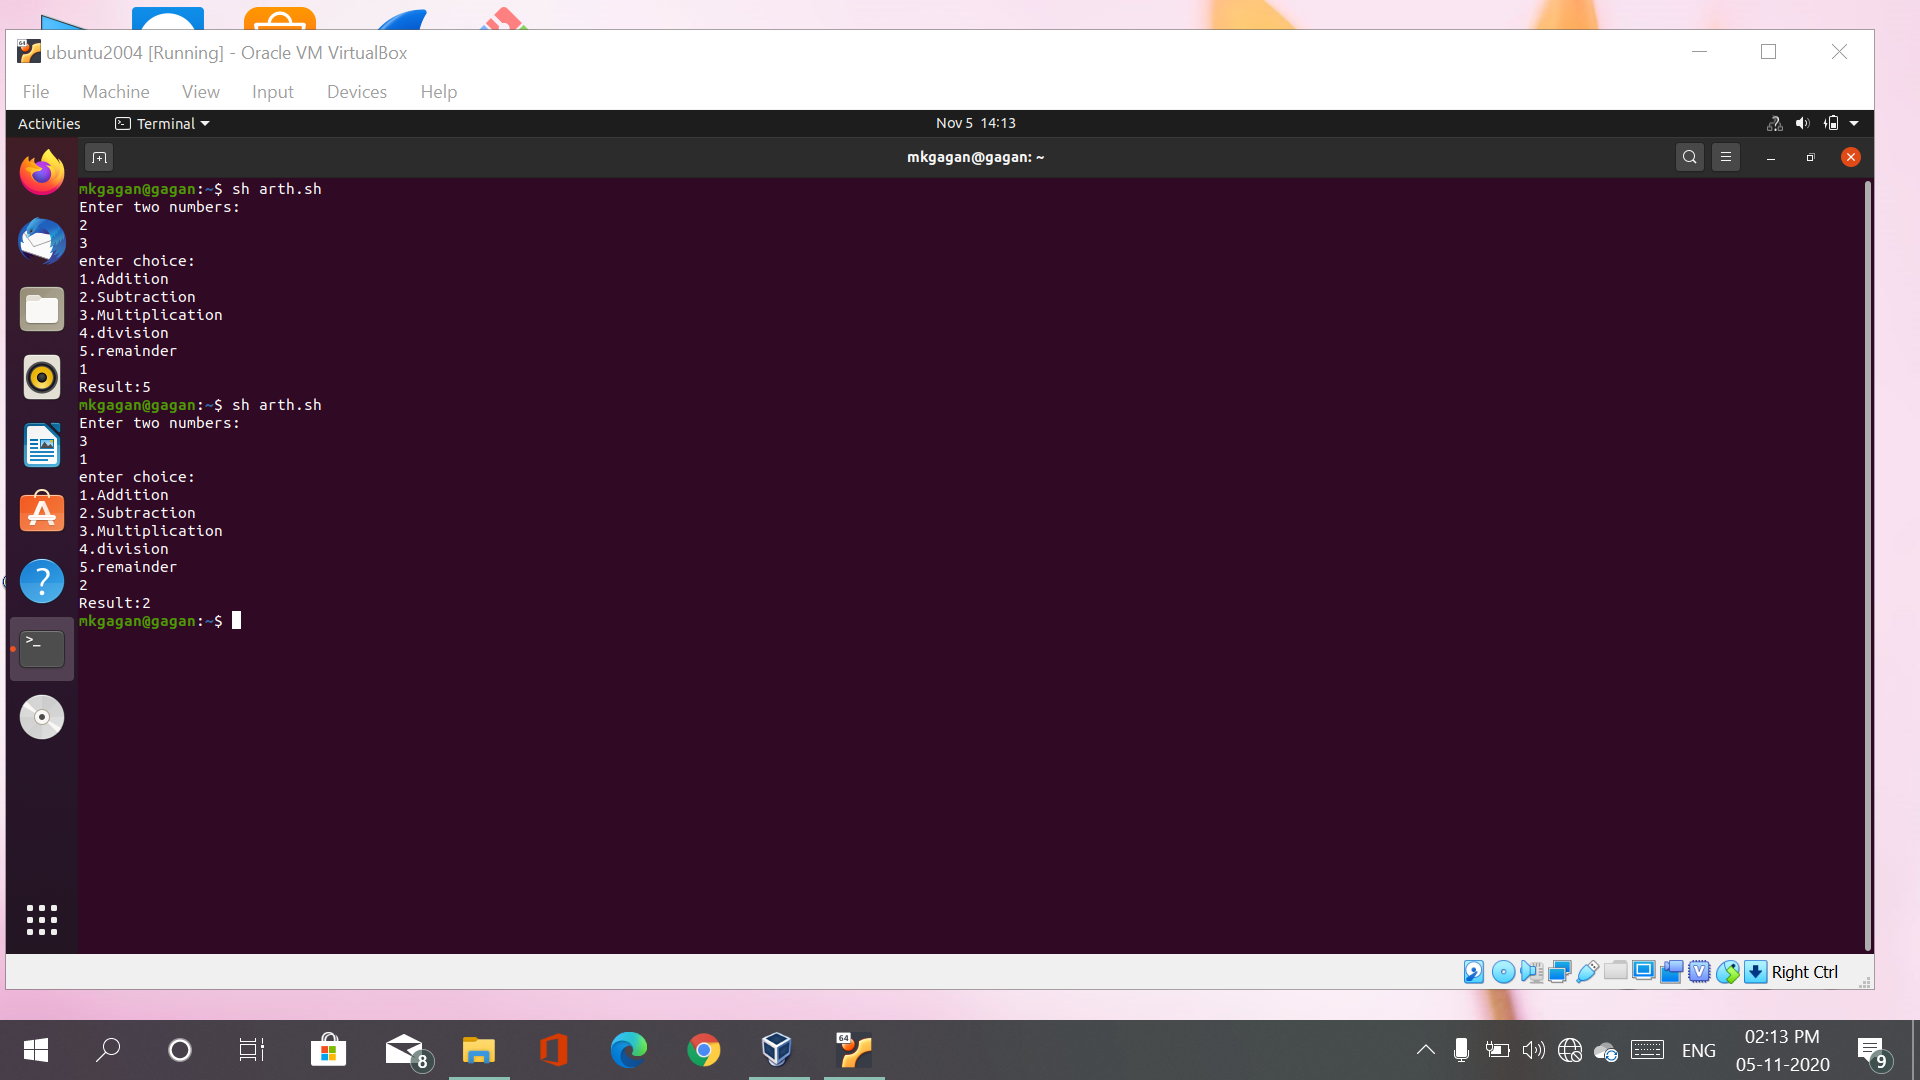 ubuntu2004 [Running] - Oracle VM VirtualBox
File Machine View Input Devices Help
Activities Terminal Nov 5 14:13
mkgagan@gagan: ~
mkgagan@gagan:~$ sh arth.sh
Enter two numbers:
2
3
enter choice:
1.Addition
2.Subtraction
3.Multiplication
4.division
5.remainder
1
Result:5
mkgagan@gagan:~$ sh arth.sh
Enter two numbers:
3
1
enter choice:
1.Addition
2.Subtraction
3.Multiplication
4.division
5.remainder
2
Result:2
mkgagan@gagan:~$
Right Ctrl
8
64
ENG
02:13 PM
05-11-2020
9